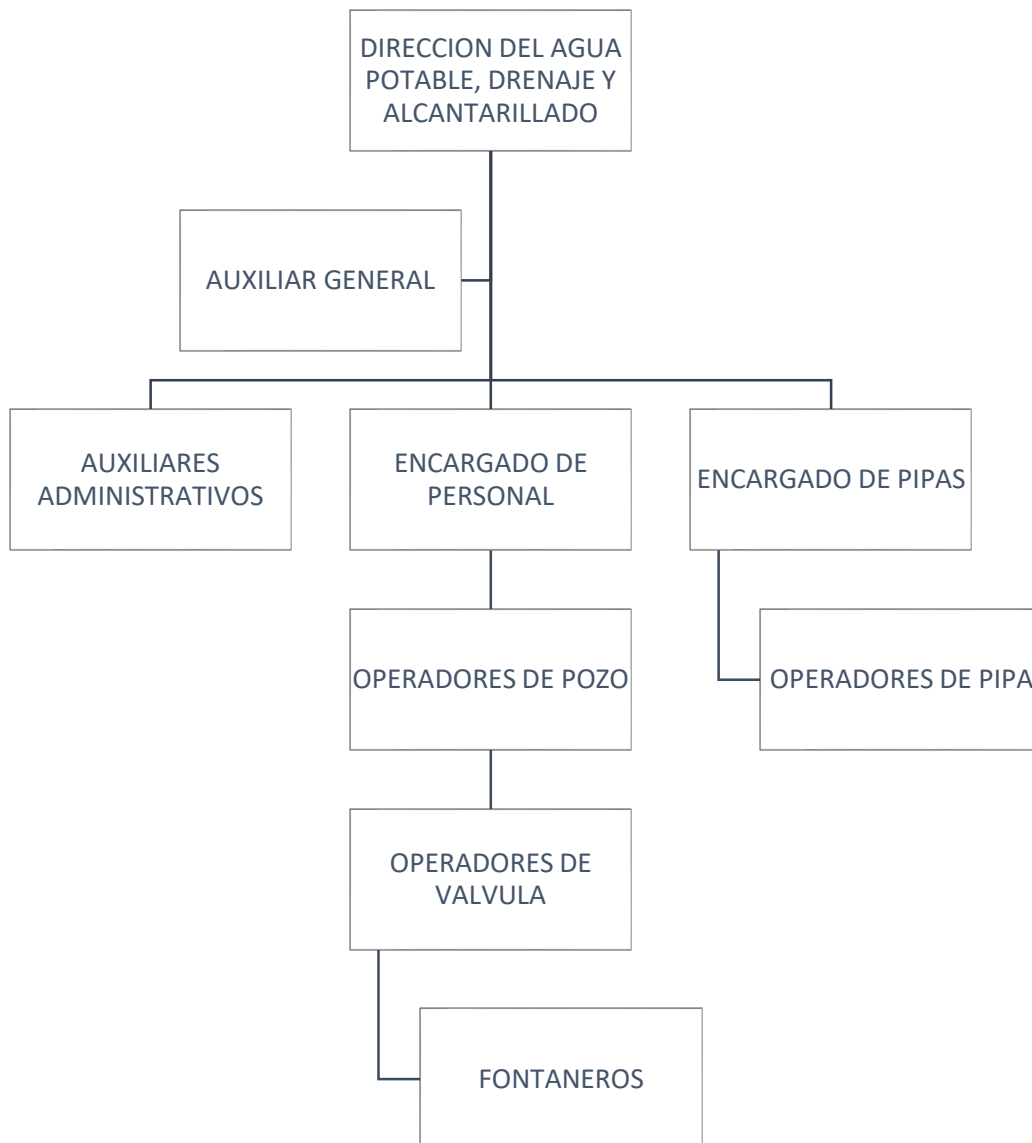 DIRECCION DEL AGUA
POTABLE, DRENAJE Y
ALCANTARILLADO
AUXILIAR GENERAL
AUXILIARES
ADMINISTRATIVOS
ENCARGADO DE
PERSONAL
ENCARGADO DE PIPAS
OPERADORES DE POZO
OPERADORES DE PIPA
OPERADORES DE
VALVULA
FONTANEROS